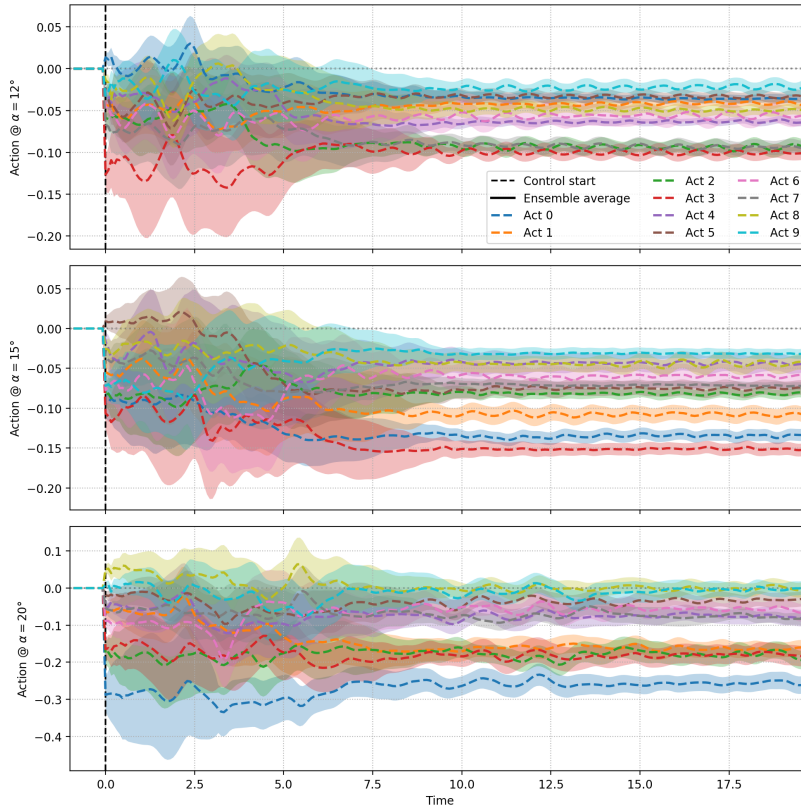 0.05
0.00
−0.05
−0.10
−0.15
−0.20
Action @ α = 12°
Control start
Ensemble average
Act 0
Act 1
Act 2
Act 3
Act 4
Act 5
Act 6
Act 7
Act 8
Act 9
0.05
0.00
−0.05
−0.10
−0.15
−0.20
Action @ α = 15°
0.1
0.0
−0.1
−0.2
−0.3
−0.4
Action @ α = 20°
0.0 2.5 5.0 7.5 10.0 12.5 15.0 17.5
Time